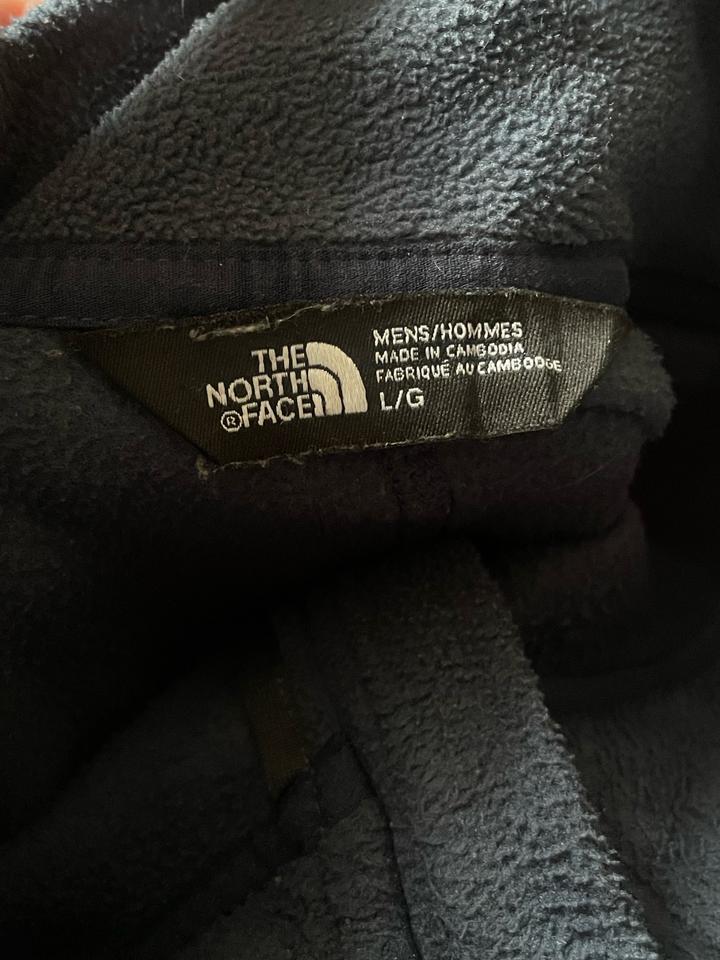 THE
NORTH
®FACE
MENS/HOMMES
MADE IN CAMBODIA
FABRIQUÉ AU CAMBODGE
L/G